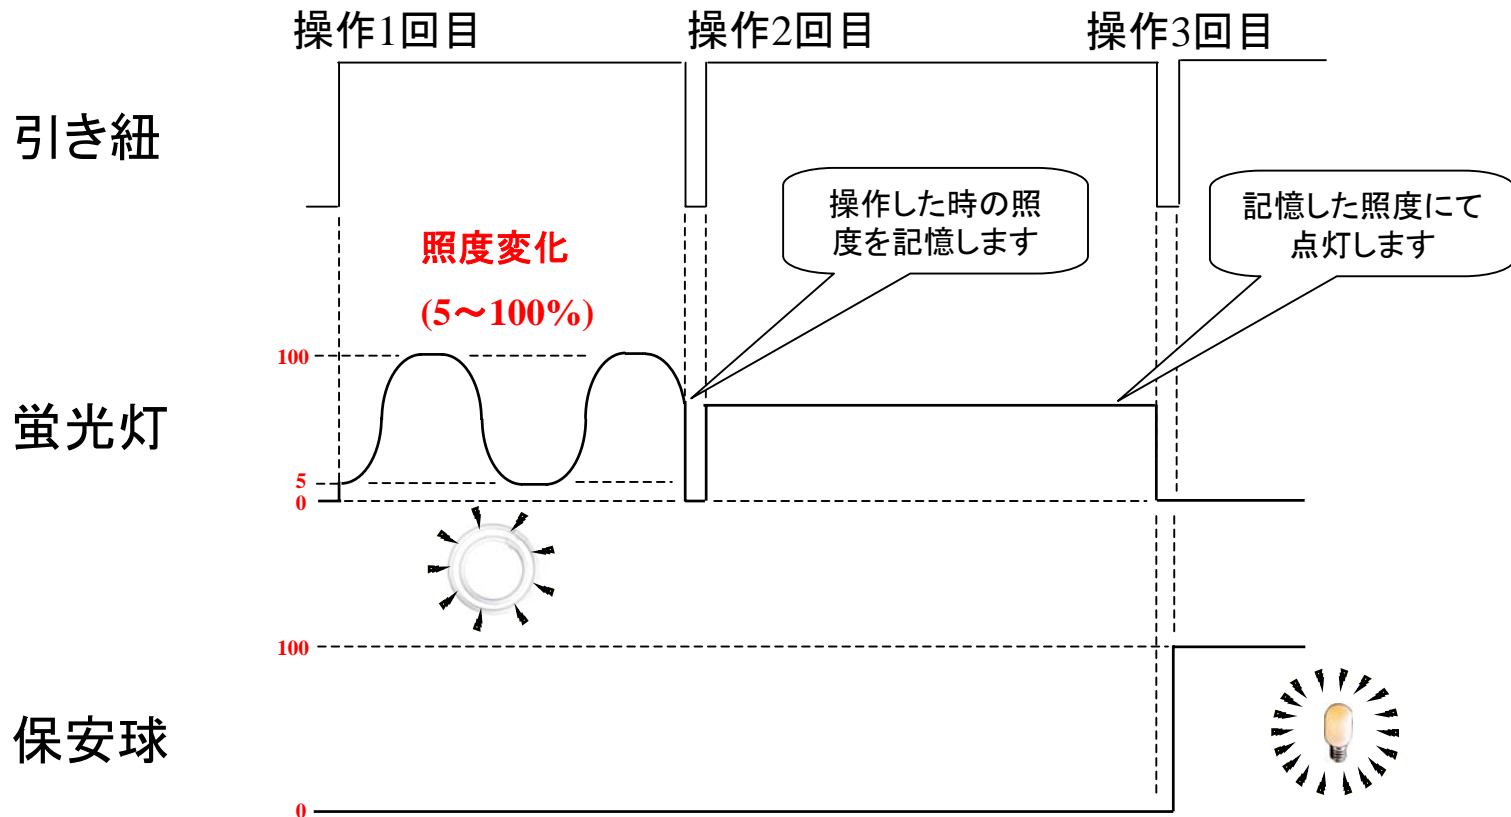 操作1回目
操作2回目
操作3回目
引き紐
操作した時の照
度を記憶します
記憶した照度にて
点灯します
照度変化
(5～100%)
100
蛍光灯
5
0
100
保安球
0